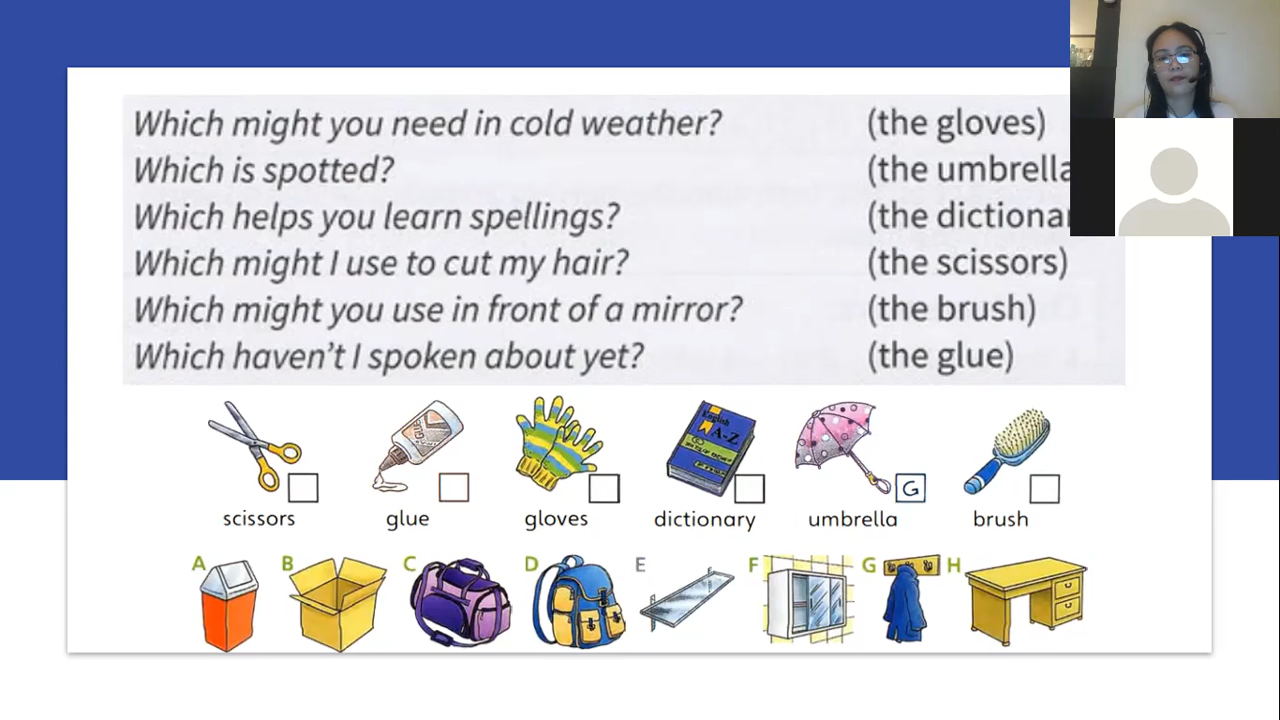 Which might you need in cold weather? (the gloves)
Which is spotted? (the umbrella
Which helps you learn spellings? (the dictionar
Which might I use to cut my hair? (the scissors)
Which might you use in front of a mirror? (the brush)
Which haven't I spoken about yet? (the glue)
GLUE
English
A-Z
G
scissors glue gloves dictionary umbrella brush
A B C D E F G H